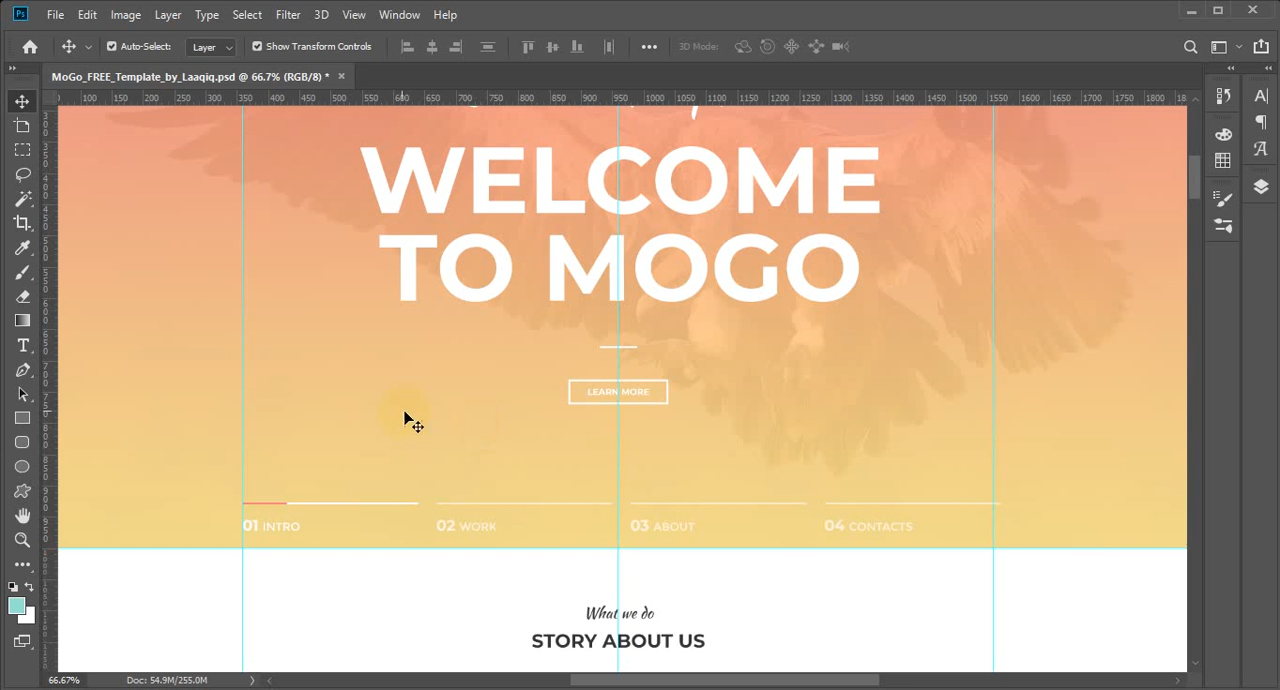 Ps File Edit Image Layer Type Select Filter 3D View Window Help
Auto-Select: Layer Show Transform Controls 3D Mode:
MoGo_FREE_Template_by_Laaqiq.psd @ 66.7% (RGB/8) * ×
100 150 200 250 300 350 400 450 500 550 600 650 700 750 800 850 900 950 1000 1050 1100 1150 1200 1250 1300 1350 1400 1450 1500 1550 1600 1650 1700 1750 1800 18
WELCOME
TO MOGO
LEARN MORE
01 INTRO 02 WORK 03 ABOUT 04 CONTACTS
What we do
STORY ABOUT US
66.67% Doc: 54.9M/255.0M